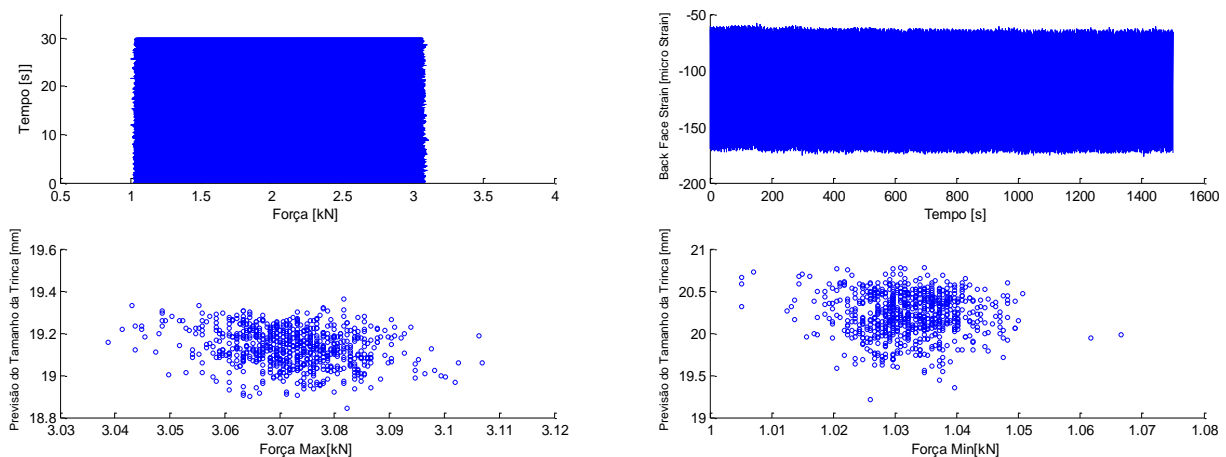 30
20
10
0
Tempo [s]]
0.5 1 1.5 2 2.5 3 3.5 4
Força [kN]
-50
-100
-150
-200
Back Face Strain [micro Strain]
0 200 400 600 800 1000 1200 1400 1600
Tempo [s]
19.6
19.4
19.2
19
18.8
Previsão do Tamanho da Trinca [mm]
3.03 3.04 3.05 3.06 3.07 3.08 3.09 3.1 3.11 3.12
Força Max[kN]
21
20.5
20
19.5
19
Previsão do Tamanho da Trinca [mm]
1 1.01 1.02 1.03 1.04 1.05 1.06 1.07 1.08
Força Min[kN]